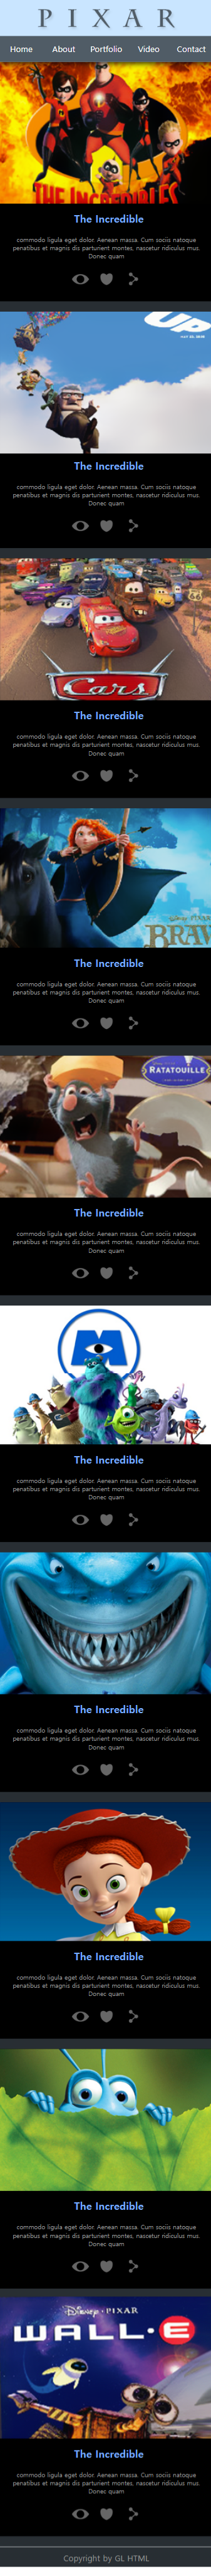 PIXAR
Home About Portfolio Video Contact
THE INCREDIBLES
The Incredible
commodo ligula eget dolor. Aenean massa. Cum sociis natoque
penatibus et magnis dis parturient montes, nascetur ridiculus mus.
Donec quam
UP
The Incredible
commodo ligula eget dolor. Aenean massa. Cum sociis natoque
penatibus et magnis dis parturient montes, nascetur ridiculus mus.
Donec quam
Cars
The Incredible
commodo ligula eget dolor. Aenean massa. Cum sociis natoque
penatibus et magnis dis parturient montes, nascetur ridiculus mus.
Donec quam
BRAV
The Incredible
commodo ligula eget dolor. Aenean massa. Cum sociis natoque
penatibus et magnis dis parturient montes, nascetur ridiculus mus.
Donec quam
RATATOUILLE
The Incredible
commodo ligula eget dolor. Aenean massa. Cum sociis natoque
penatibus et magnis dis parturient montes, nascetur ridiculus mus.
Donec quam
The Incredible
commodo ligula eget dolor. Aenean massa. Cum sociis natoque
penatibus et magnis dis parturient montes, nascetur ridiculus mus.
Donec quam
The Incredible
commodo ligula eget dolor. Aenean massa. Cum sociis natoque
penatibus et magnis dis parturient montes, nascetur ridiculus mus.
Donec quam
The Incredible
commodo ligula eget dolor. Aenean massa. Cum sociis natoque
penatibus et magnis dis parturient montes, nascetur ridiculus mus.
Donec quam
The Incredible
commodo ligula eget dolor. Aenean massa. Cum sociis natoque
penatibus et magnis dis parturient montes, nascetur ridiculus mus.
Donec quam
Disney · PIXAR
WALL·E
The Incredible
commodo ligula eget dolor. Aenean massa. Cum sociis natoque
penatibus et magnis dis parturient montes, nascetur ridiculus mus.
Donec quam
Copyright by GL HTML